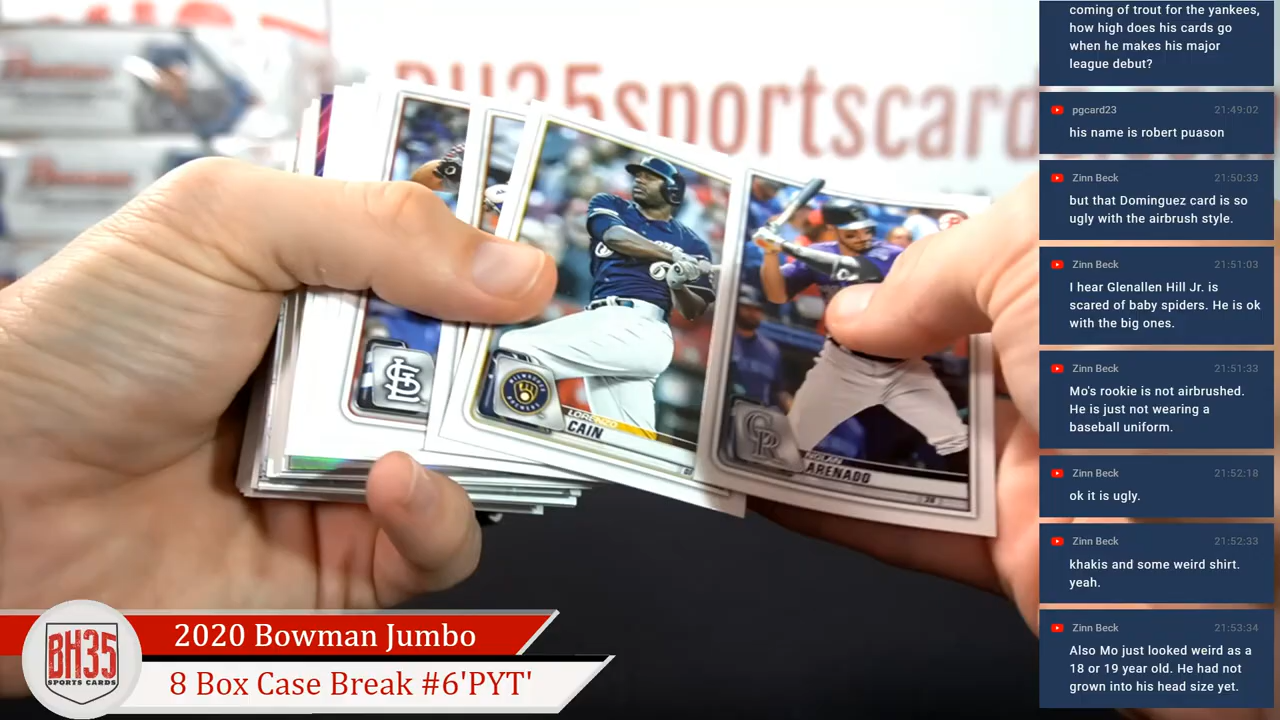 BH35sportscard
LORENZO
CAIN
NOLAN
ARENADO
BH35
SPORTS CARDS
2020 Bowman Jumbo
8 Box Case Break #6'PYT'
coming of trout for the yankees,
how high does his cards go
when he makes his major
league debut?
pgcard23 21:49:02
his name is robert puason
Zinn Beck 21:50:33
but that Dominguez card is so
ugly with the airbrush style.
Zinn Beck 21:51:03
I hear Glenallen Hill Jr. is
scared of baby spiders. He is ok
with the big ones.
Zinn Beck 21:51:33
Mo's rookie is not airbrushed.
He is just not wearing a
baseball uniform.
Zinn Beck 21:52:18
ok it is ugly.
Zinn Beck 21:52:33
khakis and some weird shirt.
yeah.
Zinn Beck 21:53:34
Also Mo just looked weird as a
18 or 19 year old. He had not
grown into his head size yet.